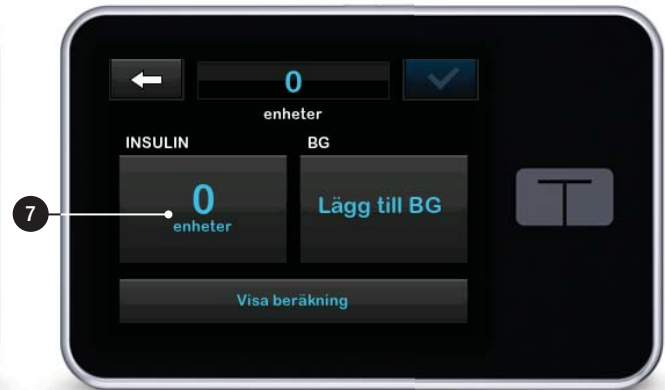 0
enheter
INSULIN
BG
0
enheter
Lägg till BG
Visa beräkning
7